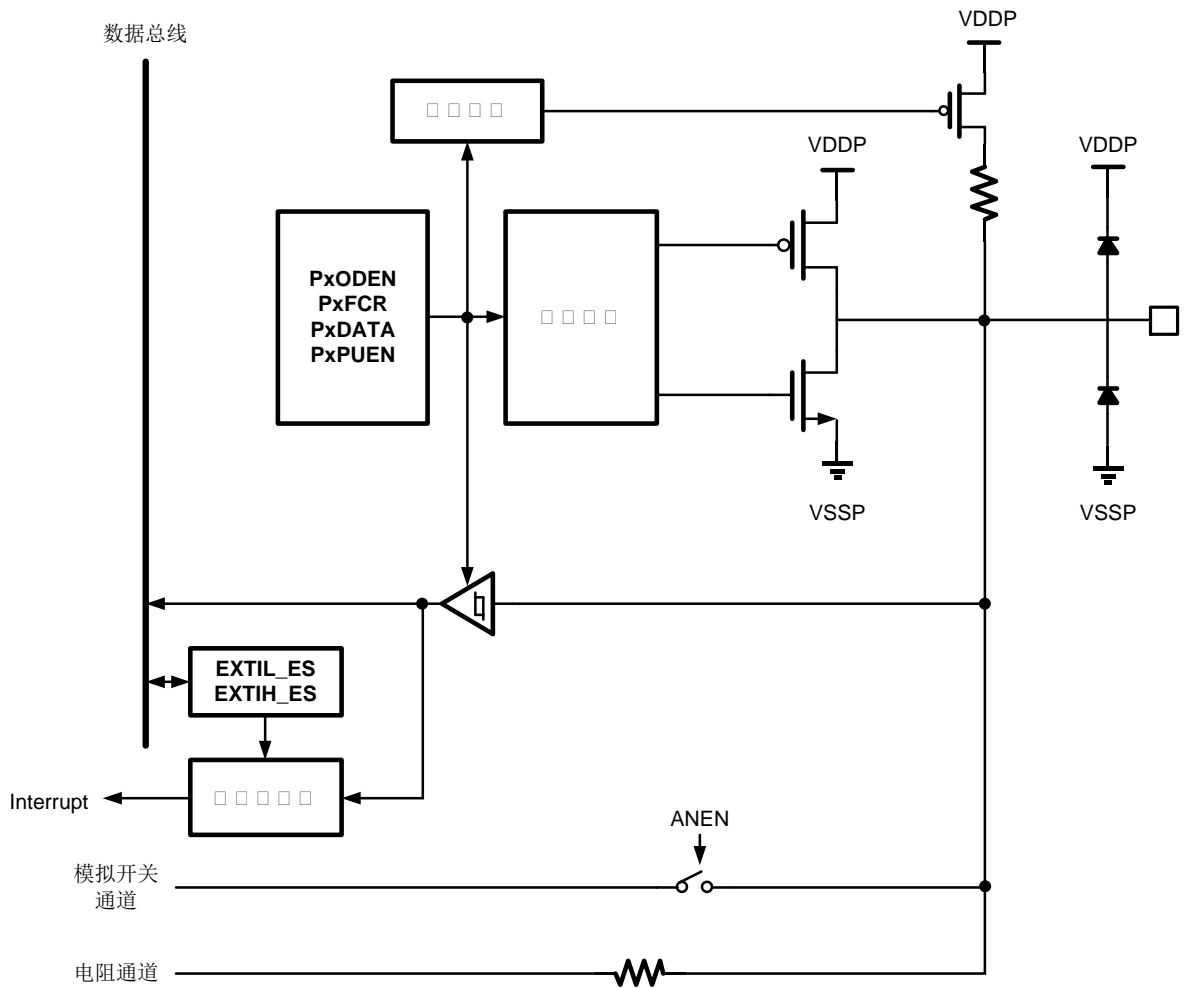 数据总线
VDDP
VDDP
VDDP
PxODEN
PxFCR
PxDATA
PxPUEN
VSSP
VSSP
EXTIL_ES
EXTIH_ES
Interrupt
ANEN
模拟开关
通道
电阻通道